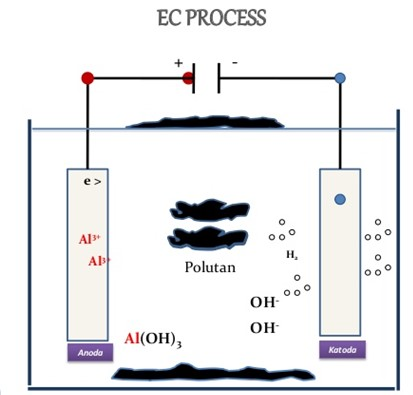 EC PROCESS
+ -
e >
Al³⁺
Al³⁺
Polutan
H₂
OH-
OH-
Al(OH)₃
Anoda
Katoda